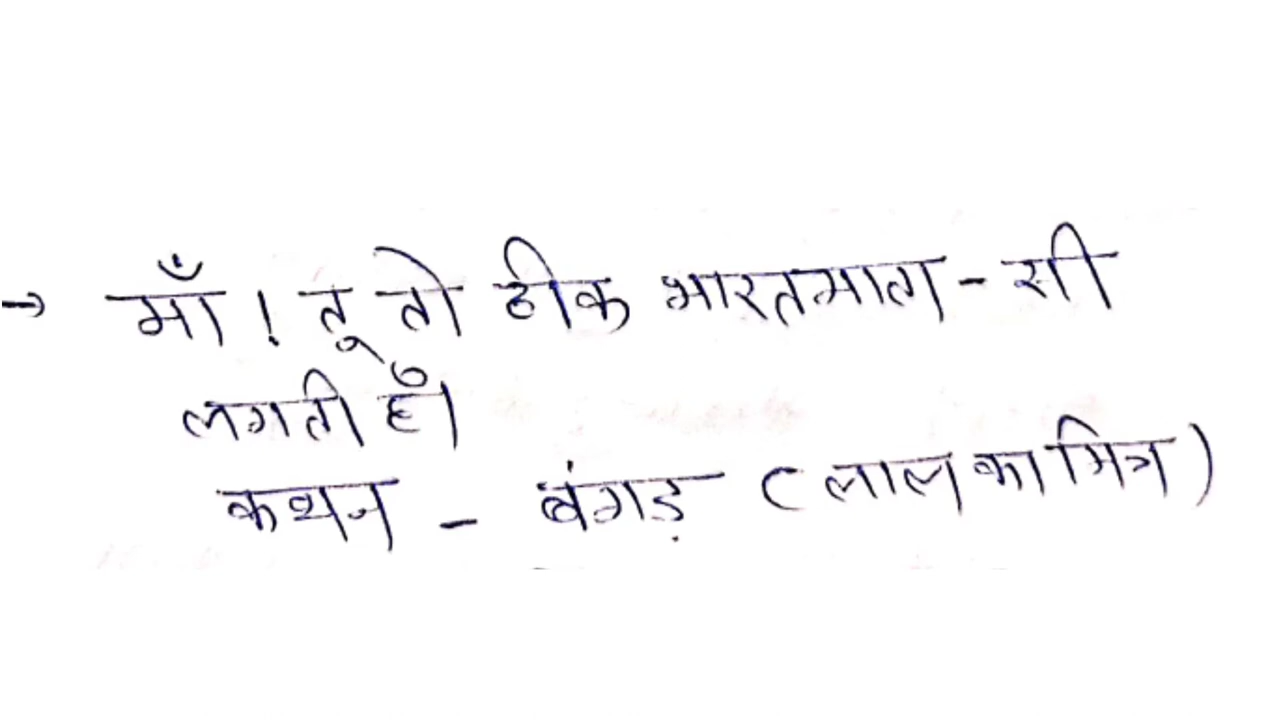 → माँ! तू तो ठीक भारतमाता-सी
लगती हैं।
कथन - बंगड़ (लाल का मित्र)